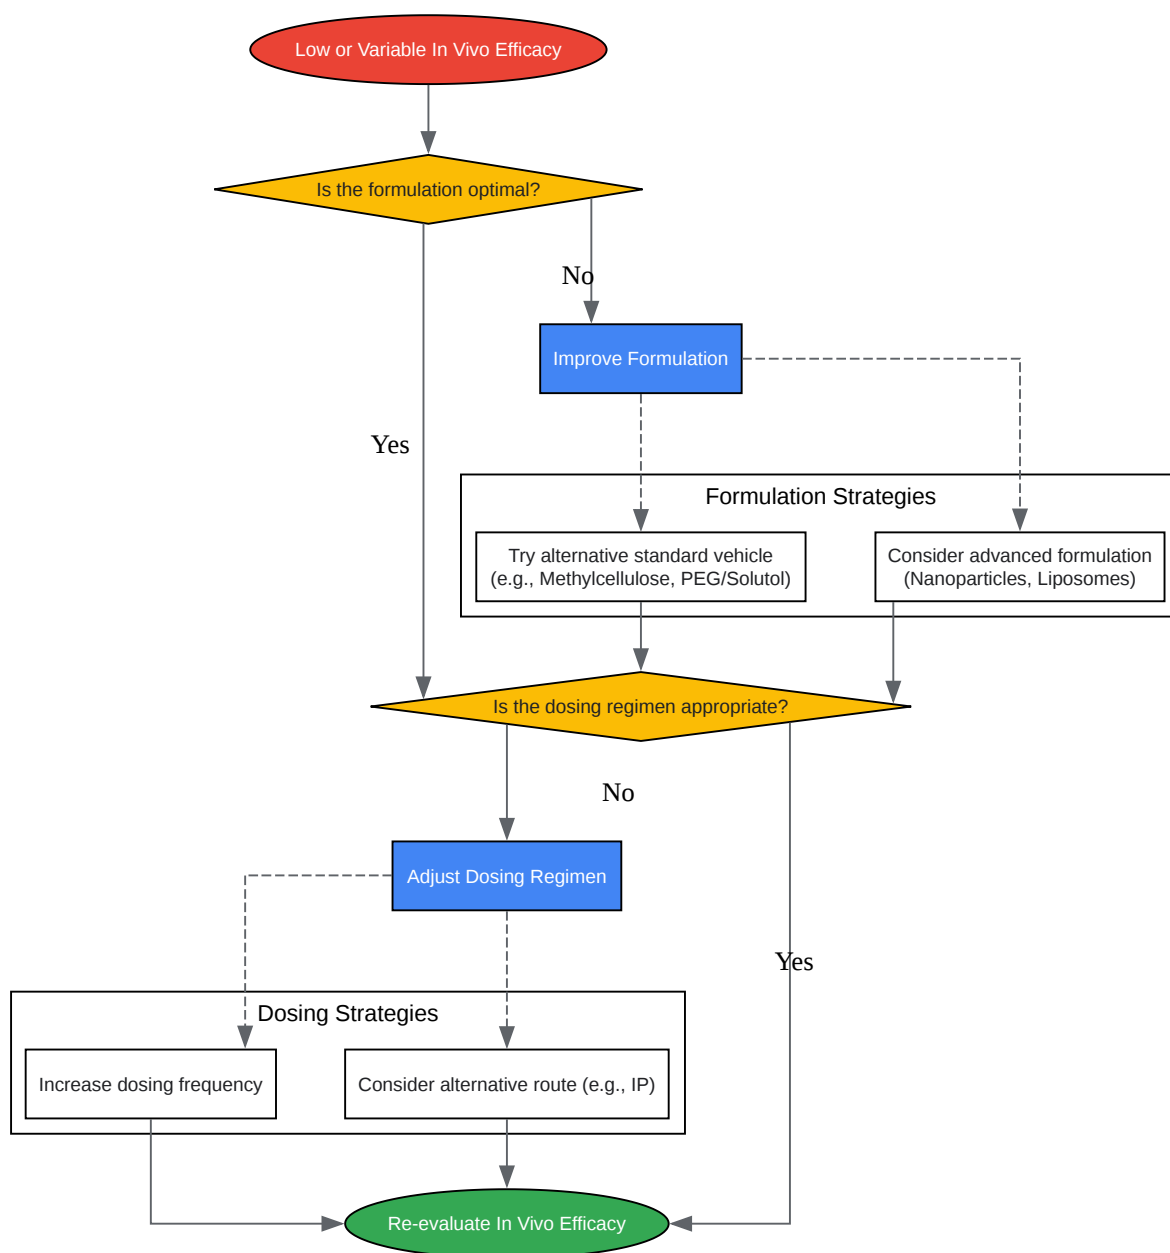 Low or Variable In Vivo Efficacy
Is the formulation optimal?
No
Improve Formulation
Yes
Formulation Strategies
Try alternative standard vehicle
(e.g., Methylcellulose, PEG/Solutol)
Consider advanced formulation
(Nanoparticles, Liposomes)
Is the dosing regimen appropriate?
No
Adjust Dosing Regimen
Yes
Dosing Strategies
Increase dosing frequency
Consider alternative route (e.g., IP)
Re-evaluate In Vivo Efficacy